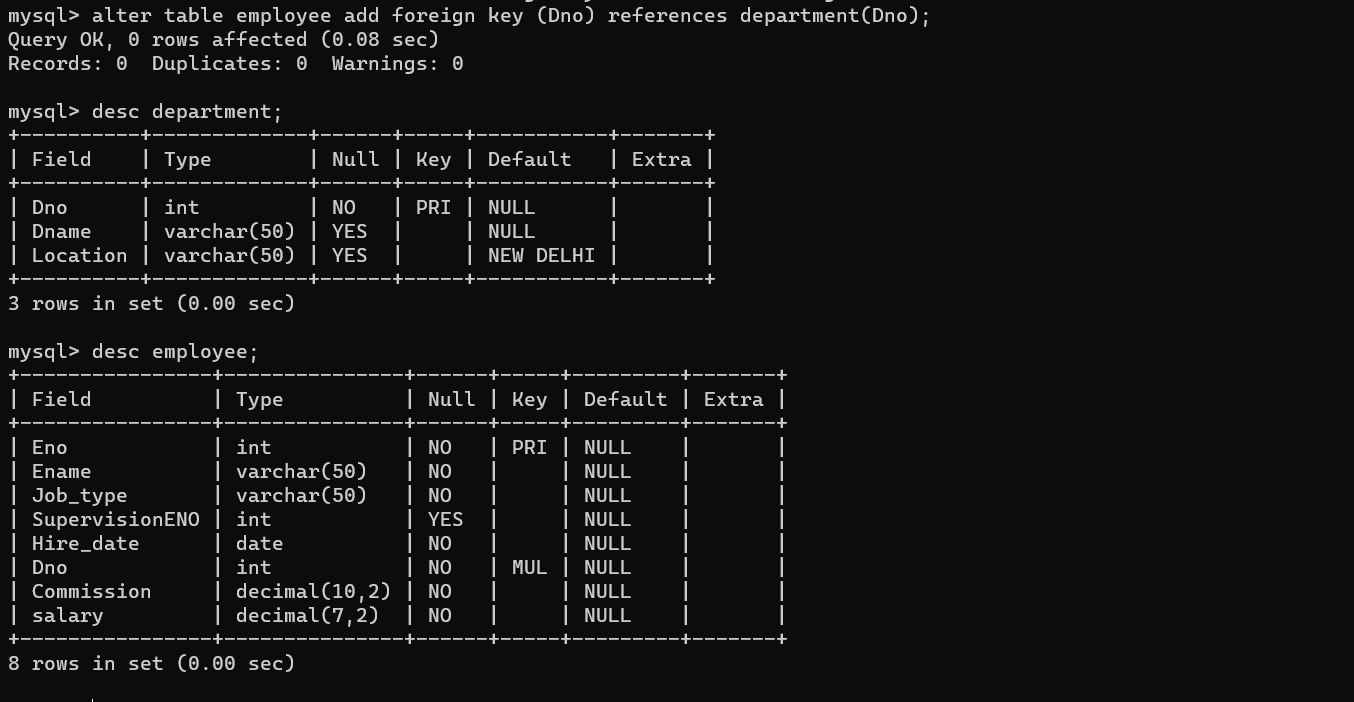 mysql> alter table employee add foreign key (Dno) references department(Dno);
Query OK, 0 rows affected (0.08 sec)
Records: 0  Duplicates: 0  Warnings: 0
mysql> desc department;
+----------+-------------+------+-----+-----------+-------+
| Field    | Type        | Null | Key | Default   | Extra |
+----------+-------------+------+-----+-----------+-------+
| Dno      | int         | NO   | PRI | NULL      |       |
| Dname    | varchar(50) | YES  |     | NULL      |       |
| Location | varchar(50) | YES  |     | NEW DELHI |       |
+----------+-------------+------+-----+-----------+-------+
3 rows in set (0.00 sec)
mysql> desc employee;
+----------------+---------------+------+-----+---------+-------+
| Field          | Type          | Null | Key | Default | Extra |
+----------------+---------------+------+-----+---------+-------+
| Eno            | int           | NO   | PRI | NULL    |       |
| Ename          | varchar(50)   | NO   |     | NULL    |       |
| Job_type       | varchar(50)   | NO   |     | NULL    |       |
| SupervisionENO | int           | YES  |     | NULL    |       |
| Hire_date      | date          | NO   |     | NULL    |       |
| Dno            | int           | NO   | MUL | NULL    |       |
| Commission     | decimal(10,2) | NO   |     | NULL    |       |
| salary         | decimal(7,2)  | NO   |     | NULL    |       |
+----------------+---------------+------+-----+---------+-------+
8 rows in set (0.00 sec)